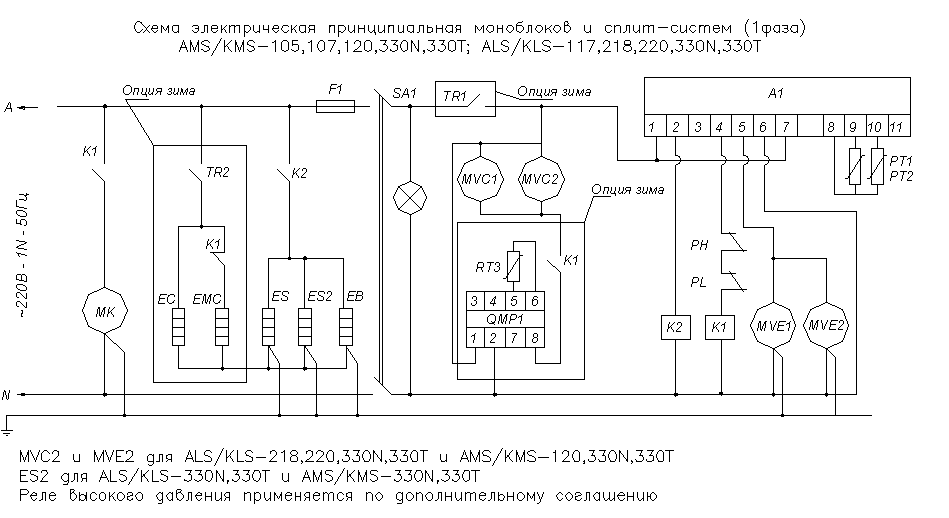 Схема электрическая принципиальная моноблоков и сплит-систем (1фаза)
AMS/KMS-105,107,120,330N,330T; ALS/KLS-117,218,220,330N,330T
Опция зима
F1
SA1
TR1
Опция зима
A1
A
1 2 3 4 5 6 7 8 9 10 11
K1
TR2
K2
MVC1
MVC2
PT1
PT2
Опция зима
~220В - 1N - 50Гц
K1
PH
RT3
K1
PL
EC
EMC
ES
ES2
EB
3 4 5 6
MK
QMP1
K2
K1
MVE1
MVE2
1 2 7 8
N
MVC2 и MVE2 для ALS/KLS-218,220,330N,330T и AMS/KMS-120,330N,330T
ES2 для ALS/KLS-330N,330T и AMS/KMS-330N,330T
Реле высокого давления применяется по дополнительному соглашению